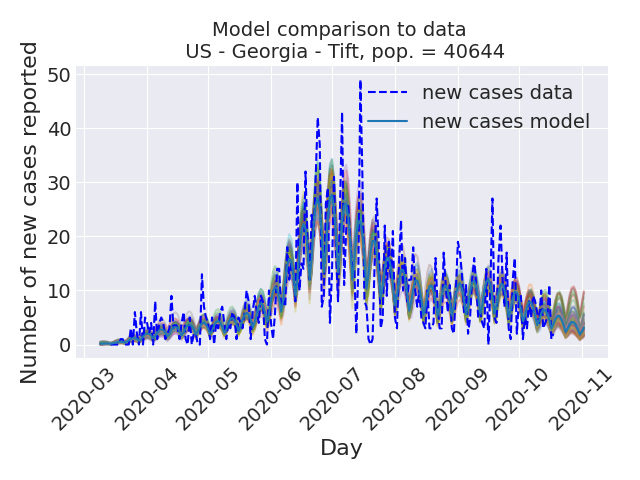 Model comparison to data
US - Georgia - Tift, pop. = 40644
Number of new cases reported
50
40
30
20
10
0
new cases data
new cases model
2020-03
2020-04
2020-05
2020-06
2020-07
2020-08
2020-09
2020-10
2020-11
Day